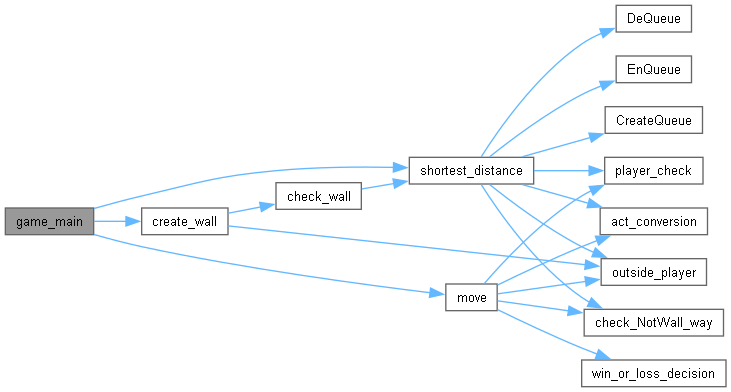 game_main
create_wall
check_wall
shortest_distance
move
DeQueue
EnQueue
CreateQueue
player_check
act_conversion
outside_player
check_NotWall_way
win_or_loss_decision